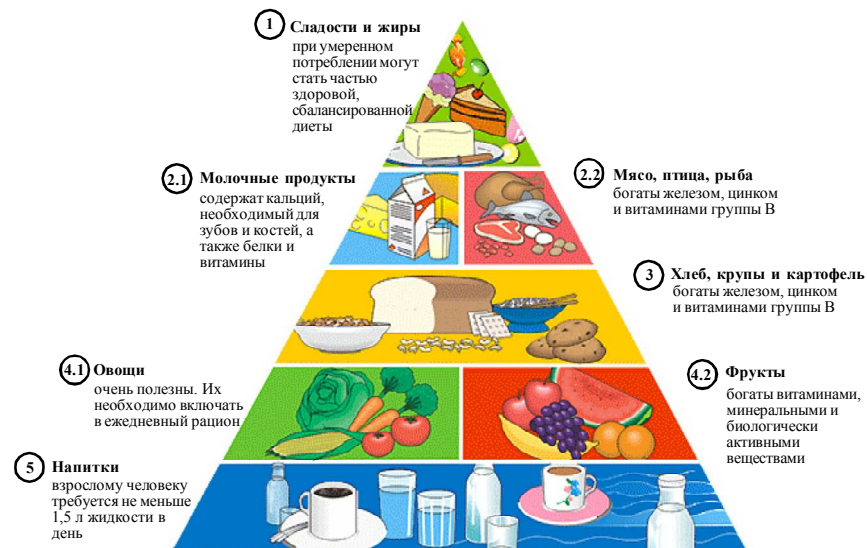 1 Сладости и жиры
при умеренном
потреблении могут
стать частью
здоровой,
сбалансированной
диеты
2.1 Молочные продукты
содержат кальций,
необходимый для
зубов и костей, а
также белки и
витамины
2.2 Мясо, птица, рыба
богаты железом, цинком
и витаминами группы В
3 Хлеб, крупы и картофель
богаты железом, цинком
и витаминами группы В
4.1 Овощи
очень полезны. Их
необходимо включать
в ежедневный рацион
4.2 Фрукты
богаты витаминами,
минеральными и
биологически
активными
веществами
5 Напитки
взрослому человеку
требуется не меньше
1,5 л жидкости в
день